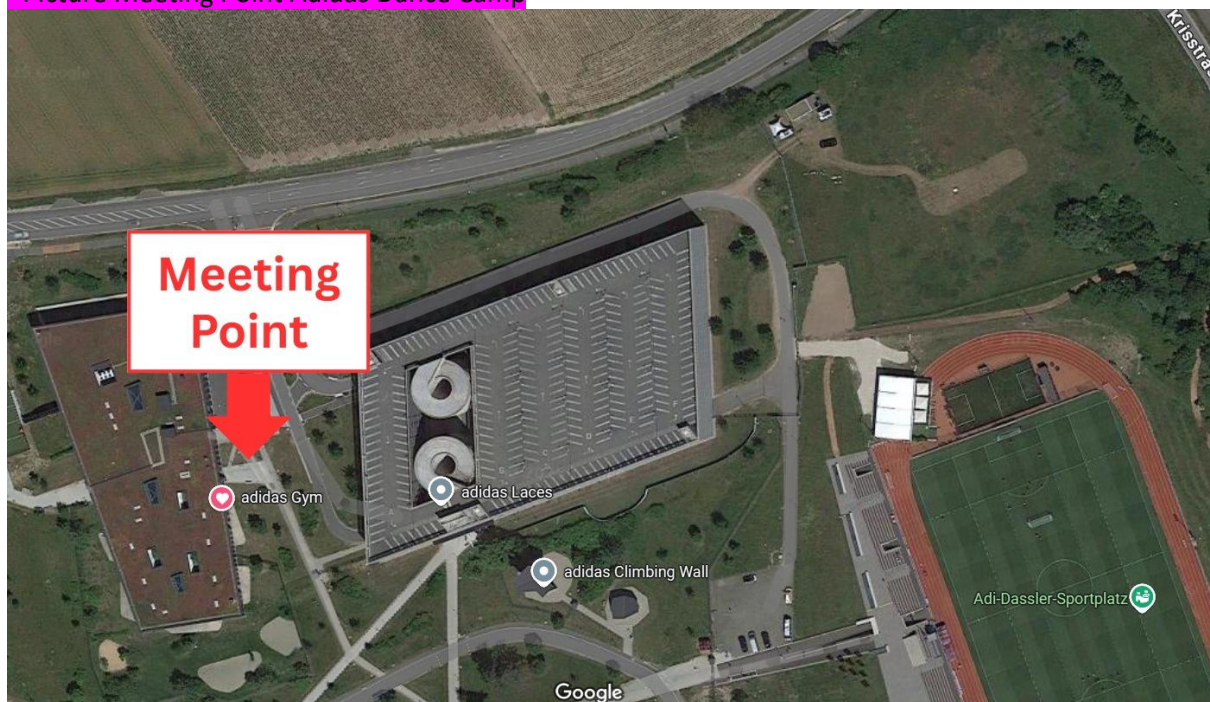 Picture Meeting Point Adidas Dance Camp
Meeting
Point
adidas Gym
adidas Laces
adidas Climbing Wall
Adi-Dassler-Sportplatz
Google